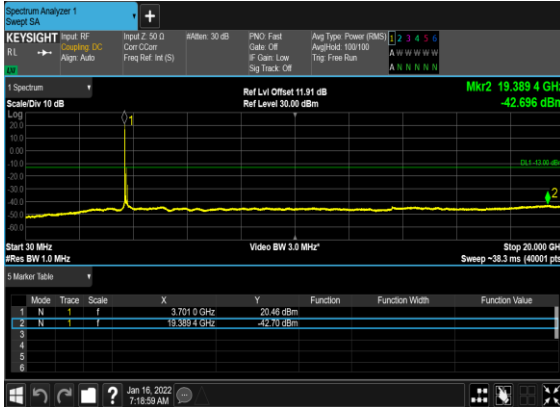 Spectrum Analyzer 1
Swept SA
+
KEYSIGHT Input: RF Input Z: 50 Ω #Atten: 30 dB PNO: Fast Avg Type: Power (RMS) 1 2 3 4 5 6
RL Coupling: DC Corr CCorr Gate: Off Avg|Hold: 100/100 A W W W W W
Align: Auto Freq Ref: Int (S) IF Gain: Low Trig: Free Run
Sig Track: Off A N N N N N
1 Spectrum Ref Lvl Offset 11.91 dB Mkr2 19.389 4 GHz
Scale/Div 10 dB Ref Level 30.00 dBm -42.696 dBm
Log
20.0
10.0
0.00
-10.0
-20.0
-30.0
-40.0
-50.0
-60.0
1
DL1 -13.00 dBm
2
Start 30 MHz Video BW 3.0 MHz* Stop 20.000 GH
#Res BW 1.0 MHz Sweep ~38.3 ms (40001 pts
5 Marker Table
Mode Trace Scale X Y Function Function Width Function Value
1 N 1 f 3.701 0 GHz 20.46 dBm
2 N 1 f 19.389 4 GHz -42.70 dBm
3
4
5
6
? Jan 16, 2022
7:18:59 AM